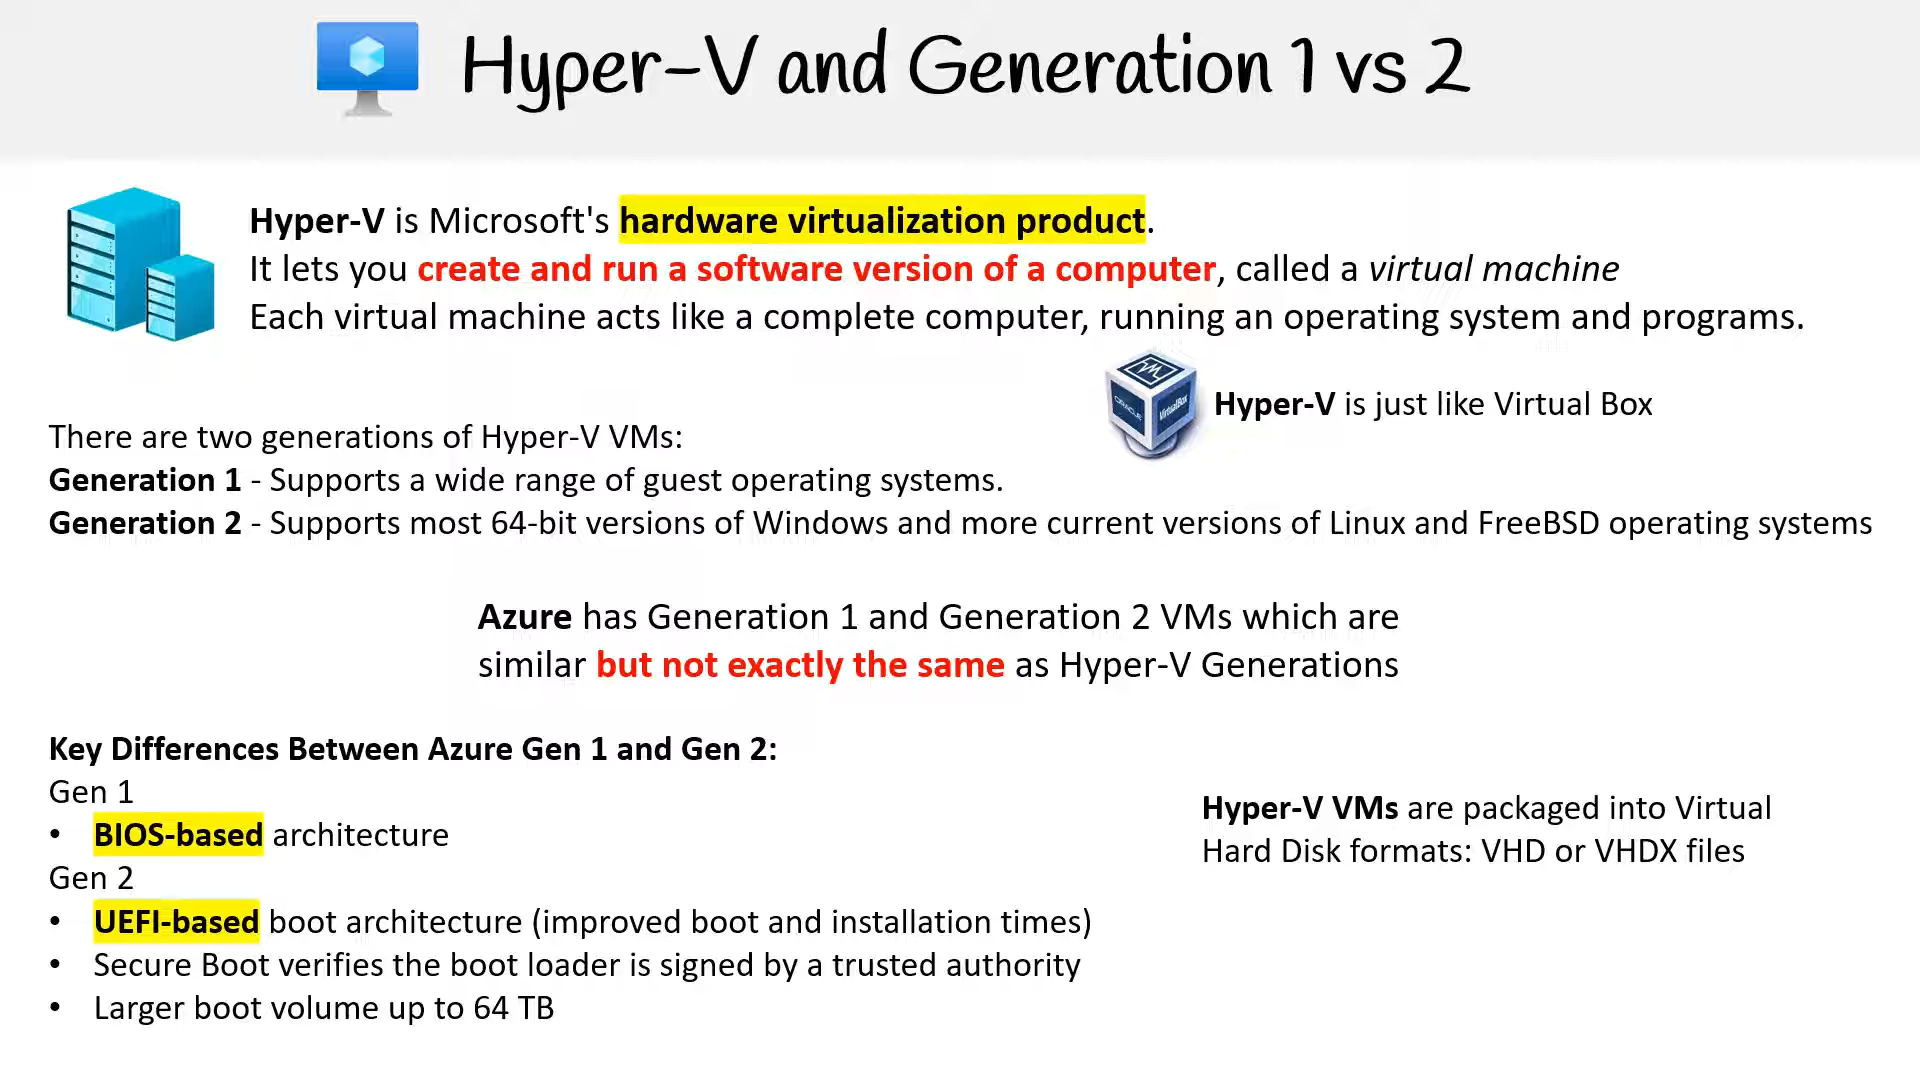 Hyper-V and Generation 1 vs 2
Hyper-V is Microsoft's hardware virtualization product.
It lets you create and run a software version of a computer, called a virtual machine
Each virtual machine acts like a complete computer, running an operating system and programs.
ORACLE
VirtualBox
Hyper-V is just like Virtual Box
There are two generations of Hyper-V VMs:
Generation 1 - Supports a wide range of guest operating systems.
Generation 2 - Supports most 64-bit versions of Windows and more current versions of Linux and FreeBSD operating systems
Azure has Generation 1 and Generation 2 VMs which are
similar but not exactly the same as Hyper-V Generations
Key Differences Between Azure Gen 1 and Gen 2:
Gen 1
• BIOS-based architecture
Gen 2
• UEFI-based boot architecture (improved boot and installation times)
• Secure Boot verifies the boot loader is signed by a trusted authority
• Larger boot volume up to 64 TB
Hyper-V VMs are packaged into Virtual
Hard Disk formats: VHD or VHDX files